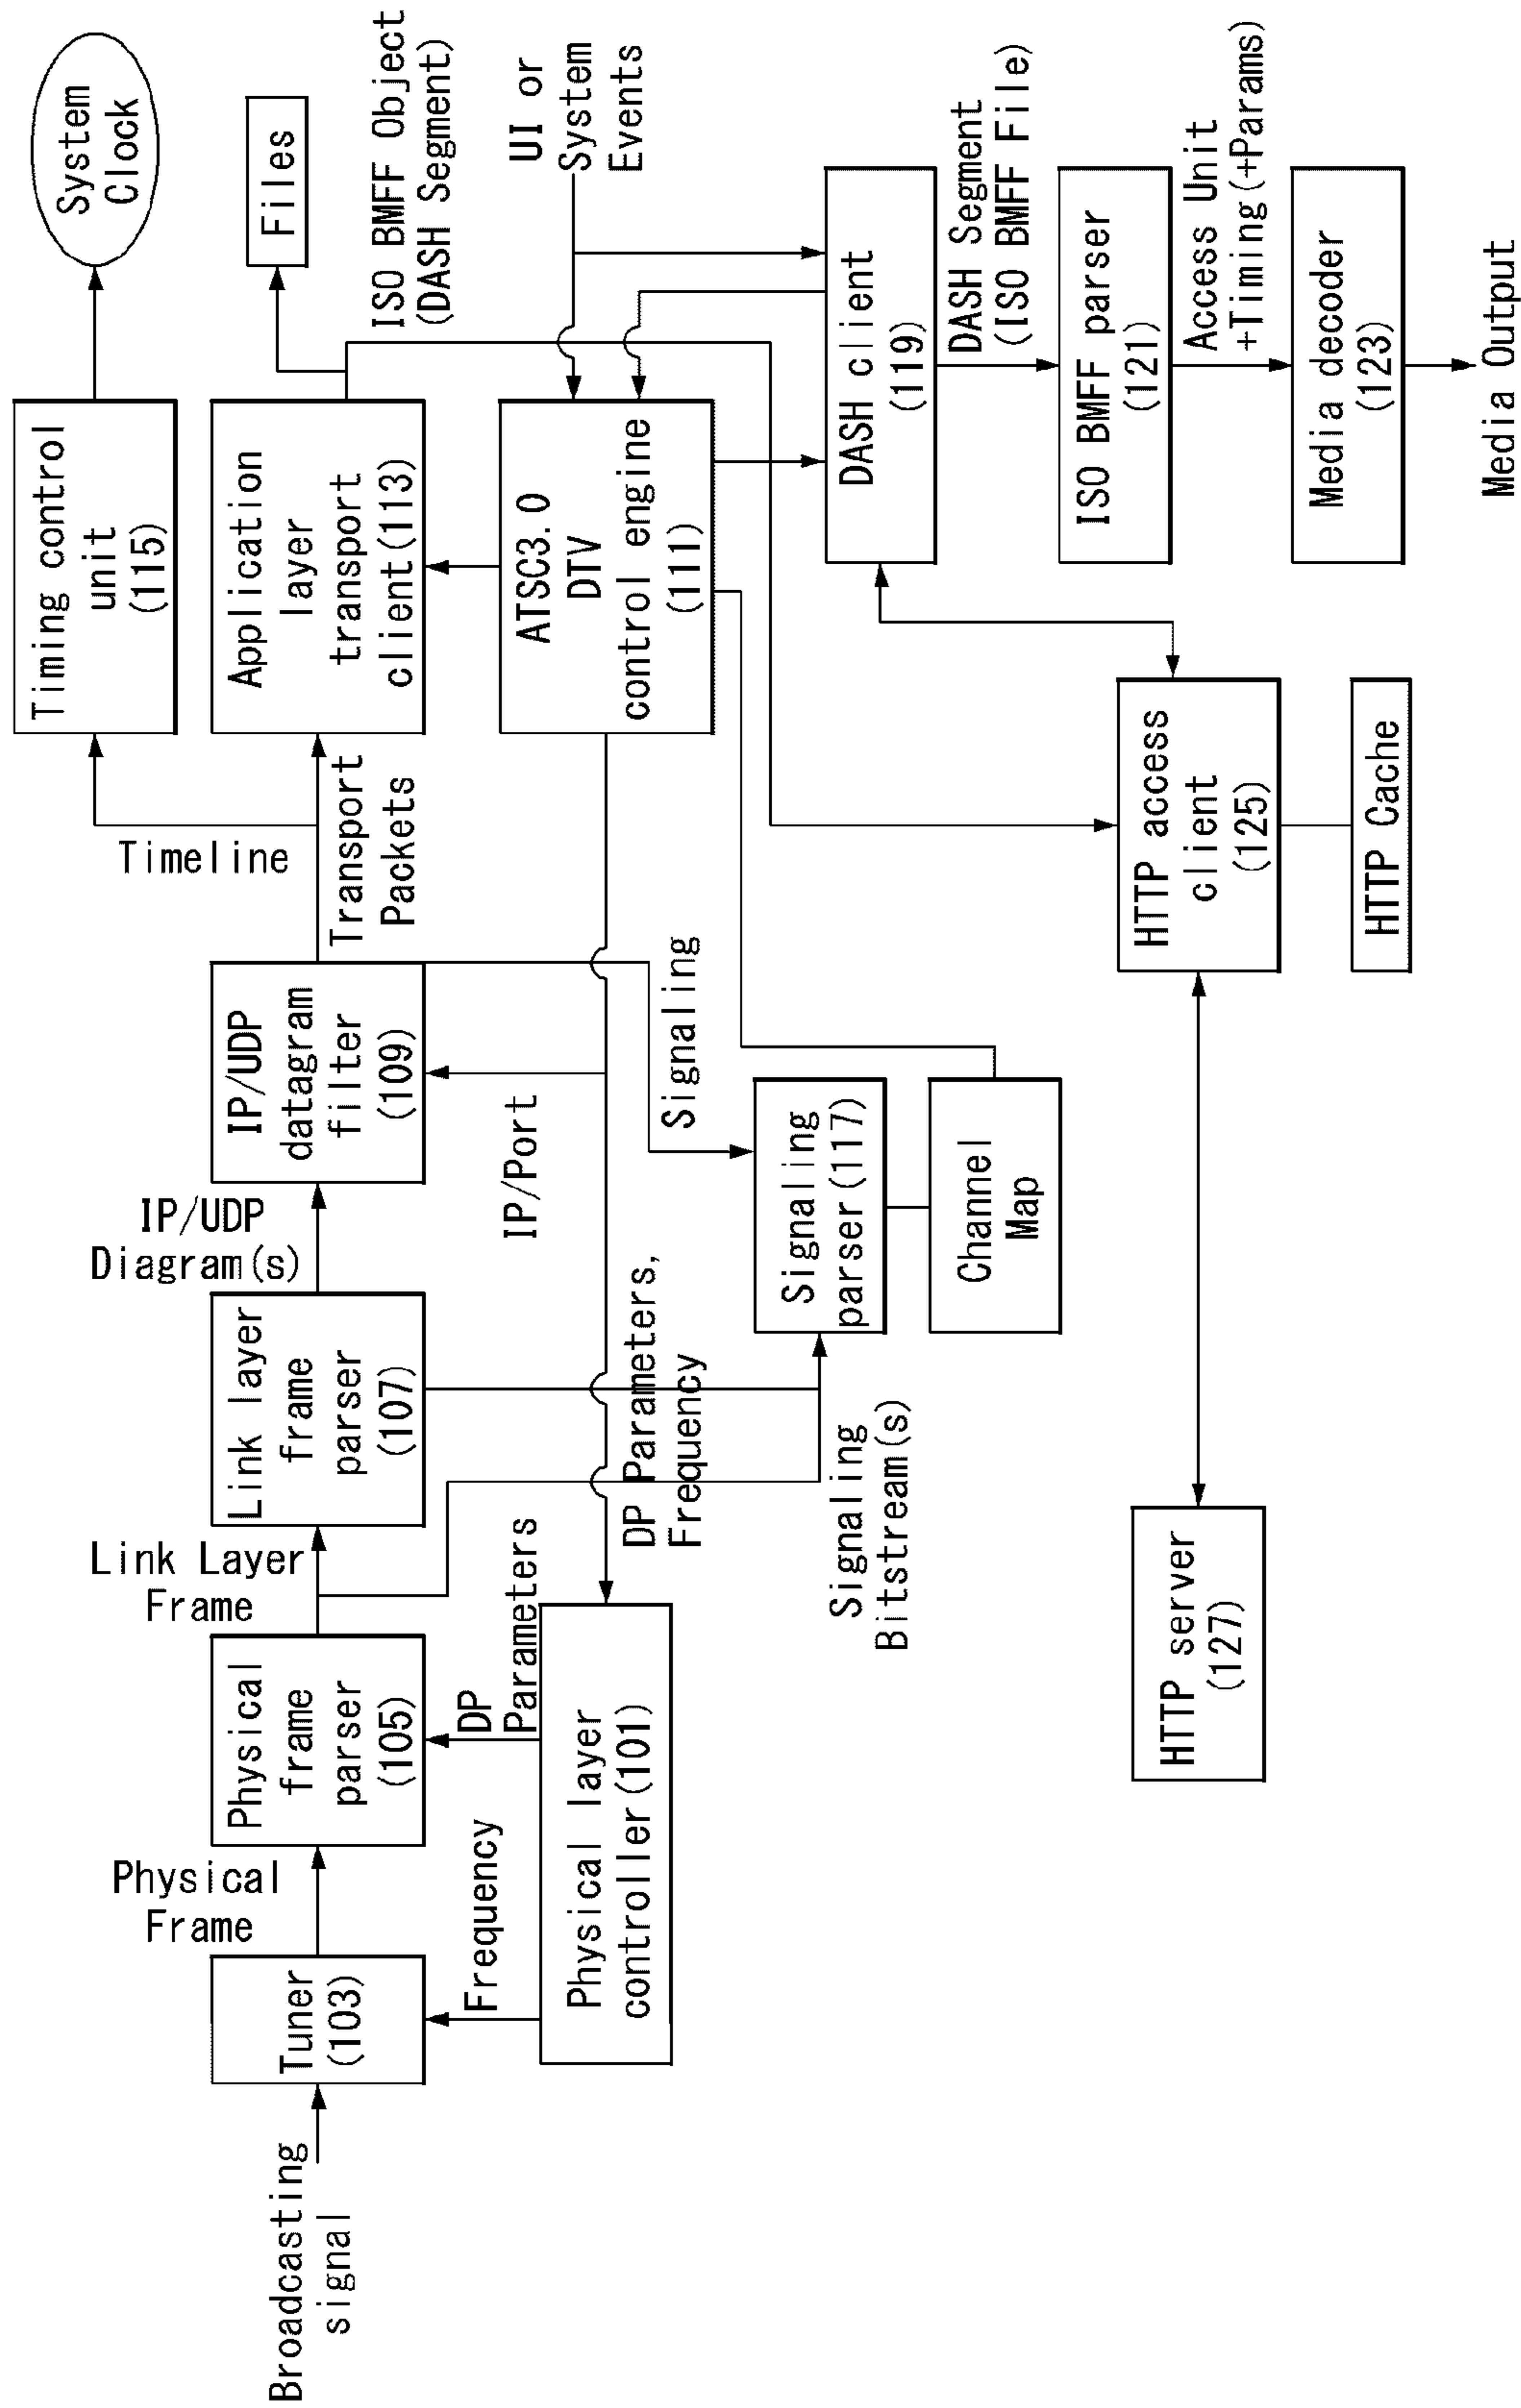 Broadcasting
signal
Tuner
(103)
Physical
Frame
Frequency
Physical
frame
parser
(105)
DP
Parameters
Physical layer
controller(101)
Link Layer
Frame
Link layer
frame
parser
(107)
IP/UDP
Diagram(s)
IP/UDP
datagram
filter
(109)
IP/Port
DP Parameters,
Frequency
Signaling
Bitstream(s)
Signaling
Signaling
parser(117)
Channel
Map
Timeline
Transport
Packets
Timing control
unit
(115)
System
Clock
Application
layer
transport
client(113)
Files
ISO BMFF Object
(DASH Segment)
ATSC3.0
DTV
control engine
(111)
UI or
System
Events
DASH client
(119)
DASH Segment
(ISO BMFF File)
ISO BMFF parser
(121)
Access Unit
+Timing(+Params)
Media decoder
(123)
Media Output
HTTP access
client
(125)
HTTP Cache
HTTP server
(127)